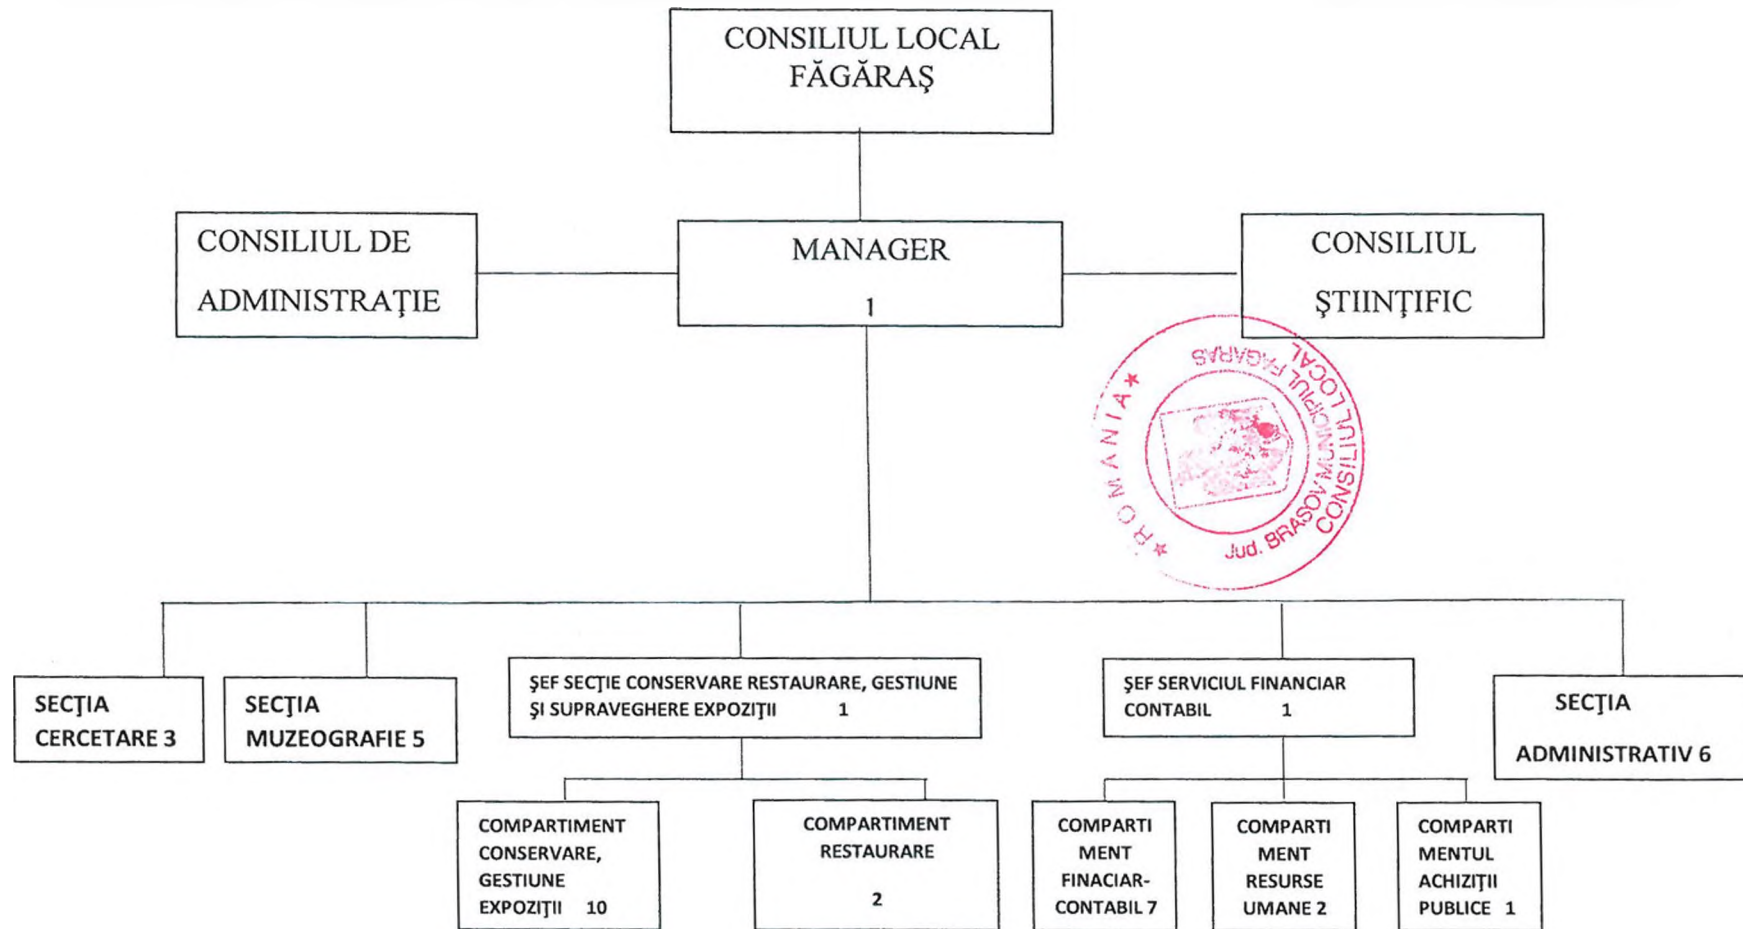 CONSILIUL LOCAL
FĂGĂRAŞ
CONSILIUL DE
ADMINISTRAŢIE
MANAGER
1
CONSILIUL
ŞTIINŢIFIC
★ ROMANIA ★
CONSILIUL LOCAL
Jud. BRASOV MUNICIPIUL FAGARAS
SECŢIA
CERCETARE 3
SECŢIA
MUZEOGRAFIE 5
ŞEF SECŢIE CONSERVARE RESTAURARE, GESTIUNE
ŞI SUPRAVEGHERE EXPOZIŢII 1
ŞEF SERVICIUL FINANCIAR
CONTABIL 1
SECŢIA
ADMINISTRATIV 6
COMPARTIMENT
CONSERVARE,
GESTIUNE
EXPOZIŢII 10
COMPARTIMENT
RESTAURARE
2
COMPARTI
MENT
FINACIAR-
CONTABIL 7
COMPARTI
MENT
RESURSE
UMANE 2
COMPARTI
MENTUL
ACHIZIŢII
PUBLICE 1